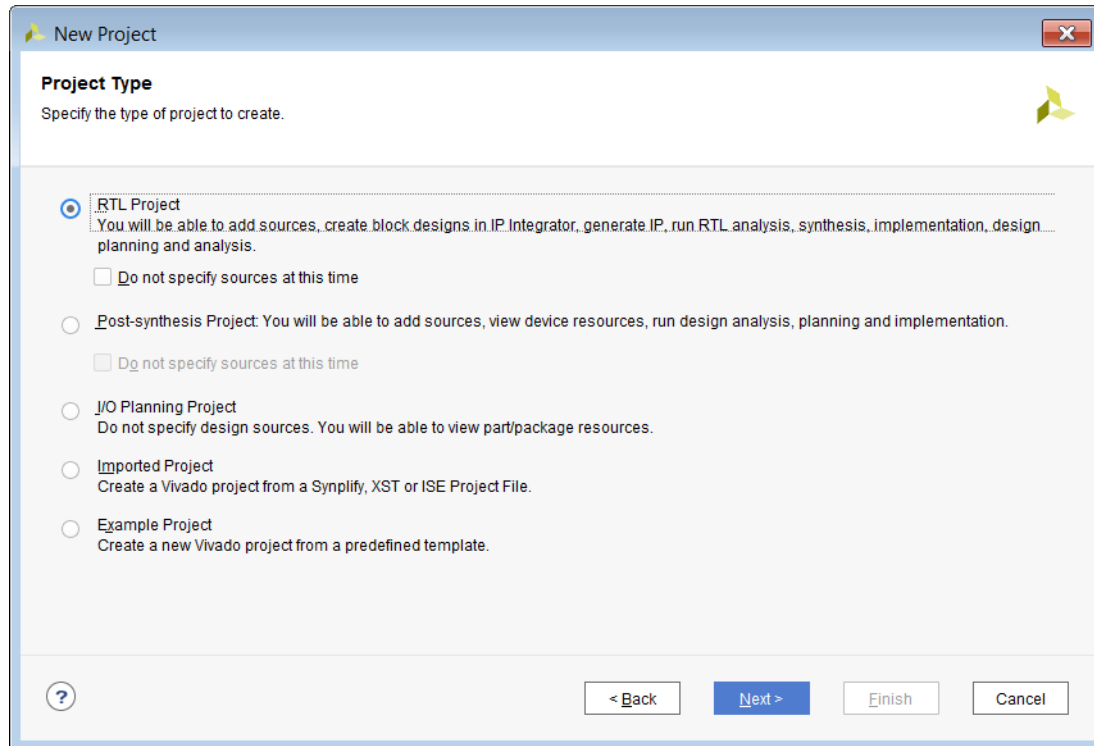 New Project
Project Type
Specify the type of project to create.
RTL Project
You will be able to add sources, create block designs in IP Integrator, generate IP, run RTL analysis, synthesis, implementation, design
planning and analysis.
Do not specify sources at this time
Post-synthesis Project: You will be able to add sources, view device resources, run design analysis, planning and implementation.
Do not specify sources at this time
I/O Planning Project
Do not specify design sources. You will be able to view part/package resources.
Imported Project
Create a Vivado project from a Synplify, XST or ISE Project File.
Example Project
Create a new Vivado project from a predefined template.
? < Back Next > Finish Cancel